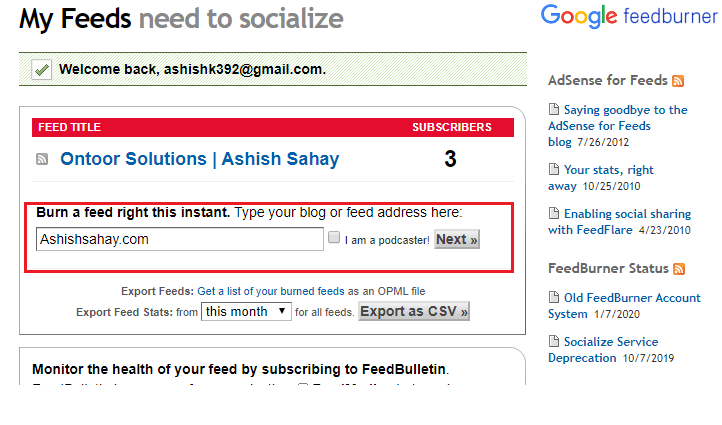 My Feeds need to socialize
Google feedburner
Welcome back, ashishk392@gmail.com.
FEED TITLE SUBSCRIBERS
Ontoor Solutions | Ashish Sahay 3
Burn a feed right this instant. Type your blog or feed address here:
Ashishsahay.com I am a podcaster! Next »
Export Feeds: Get a list of your burned feeds as an OPML file
Export Feed Stats: from this month for all feeds. Export as CSV »
Monitor the health of your feed by subscribing to FeedBulletin.
AdSense for Feeds
Saying goodbye to the
AdSense for Feeds
blog 7/26/2012
Your stats, right
away 10/25/2010
Enabling social sharing
with FeedFlare 4/23/2010
FeedBurner Status
Old FeedBurner Account
System 1/7/2020
Socialize Service
Deprecation 10/7/2019